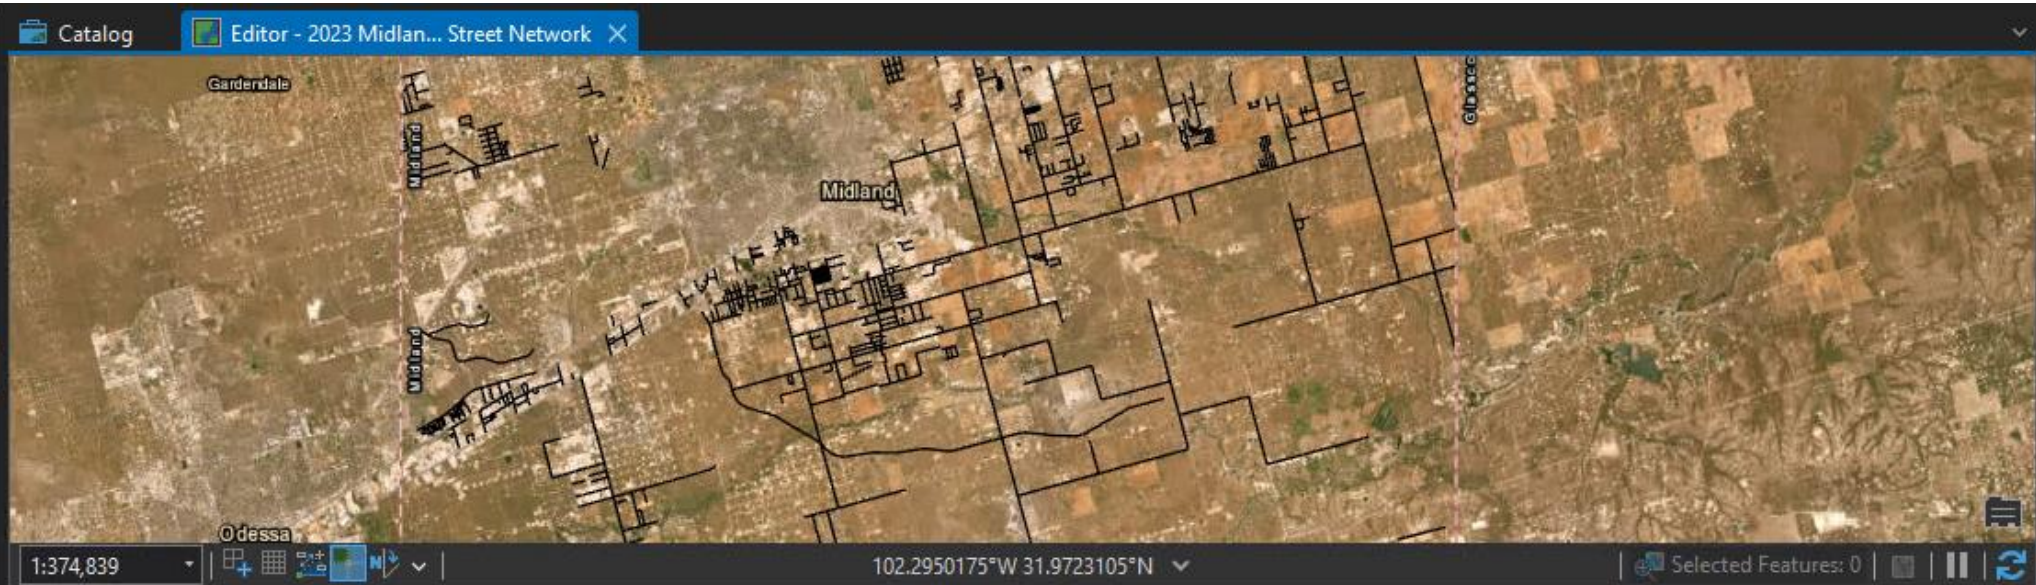 Catalog
Editor - 2023 Midlan... Street Network
Gardendale
Midland
Glassc
Midland
Midland
Odessa
1:374,839
N
102.2950175°W 31.9723105°N
Selected Features: 0